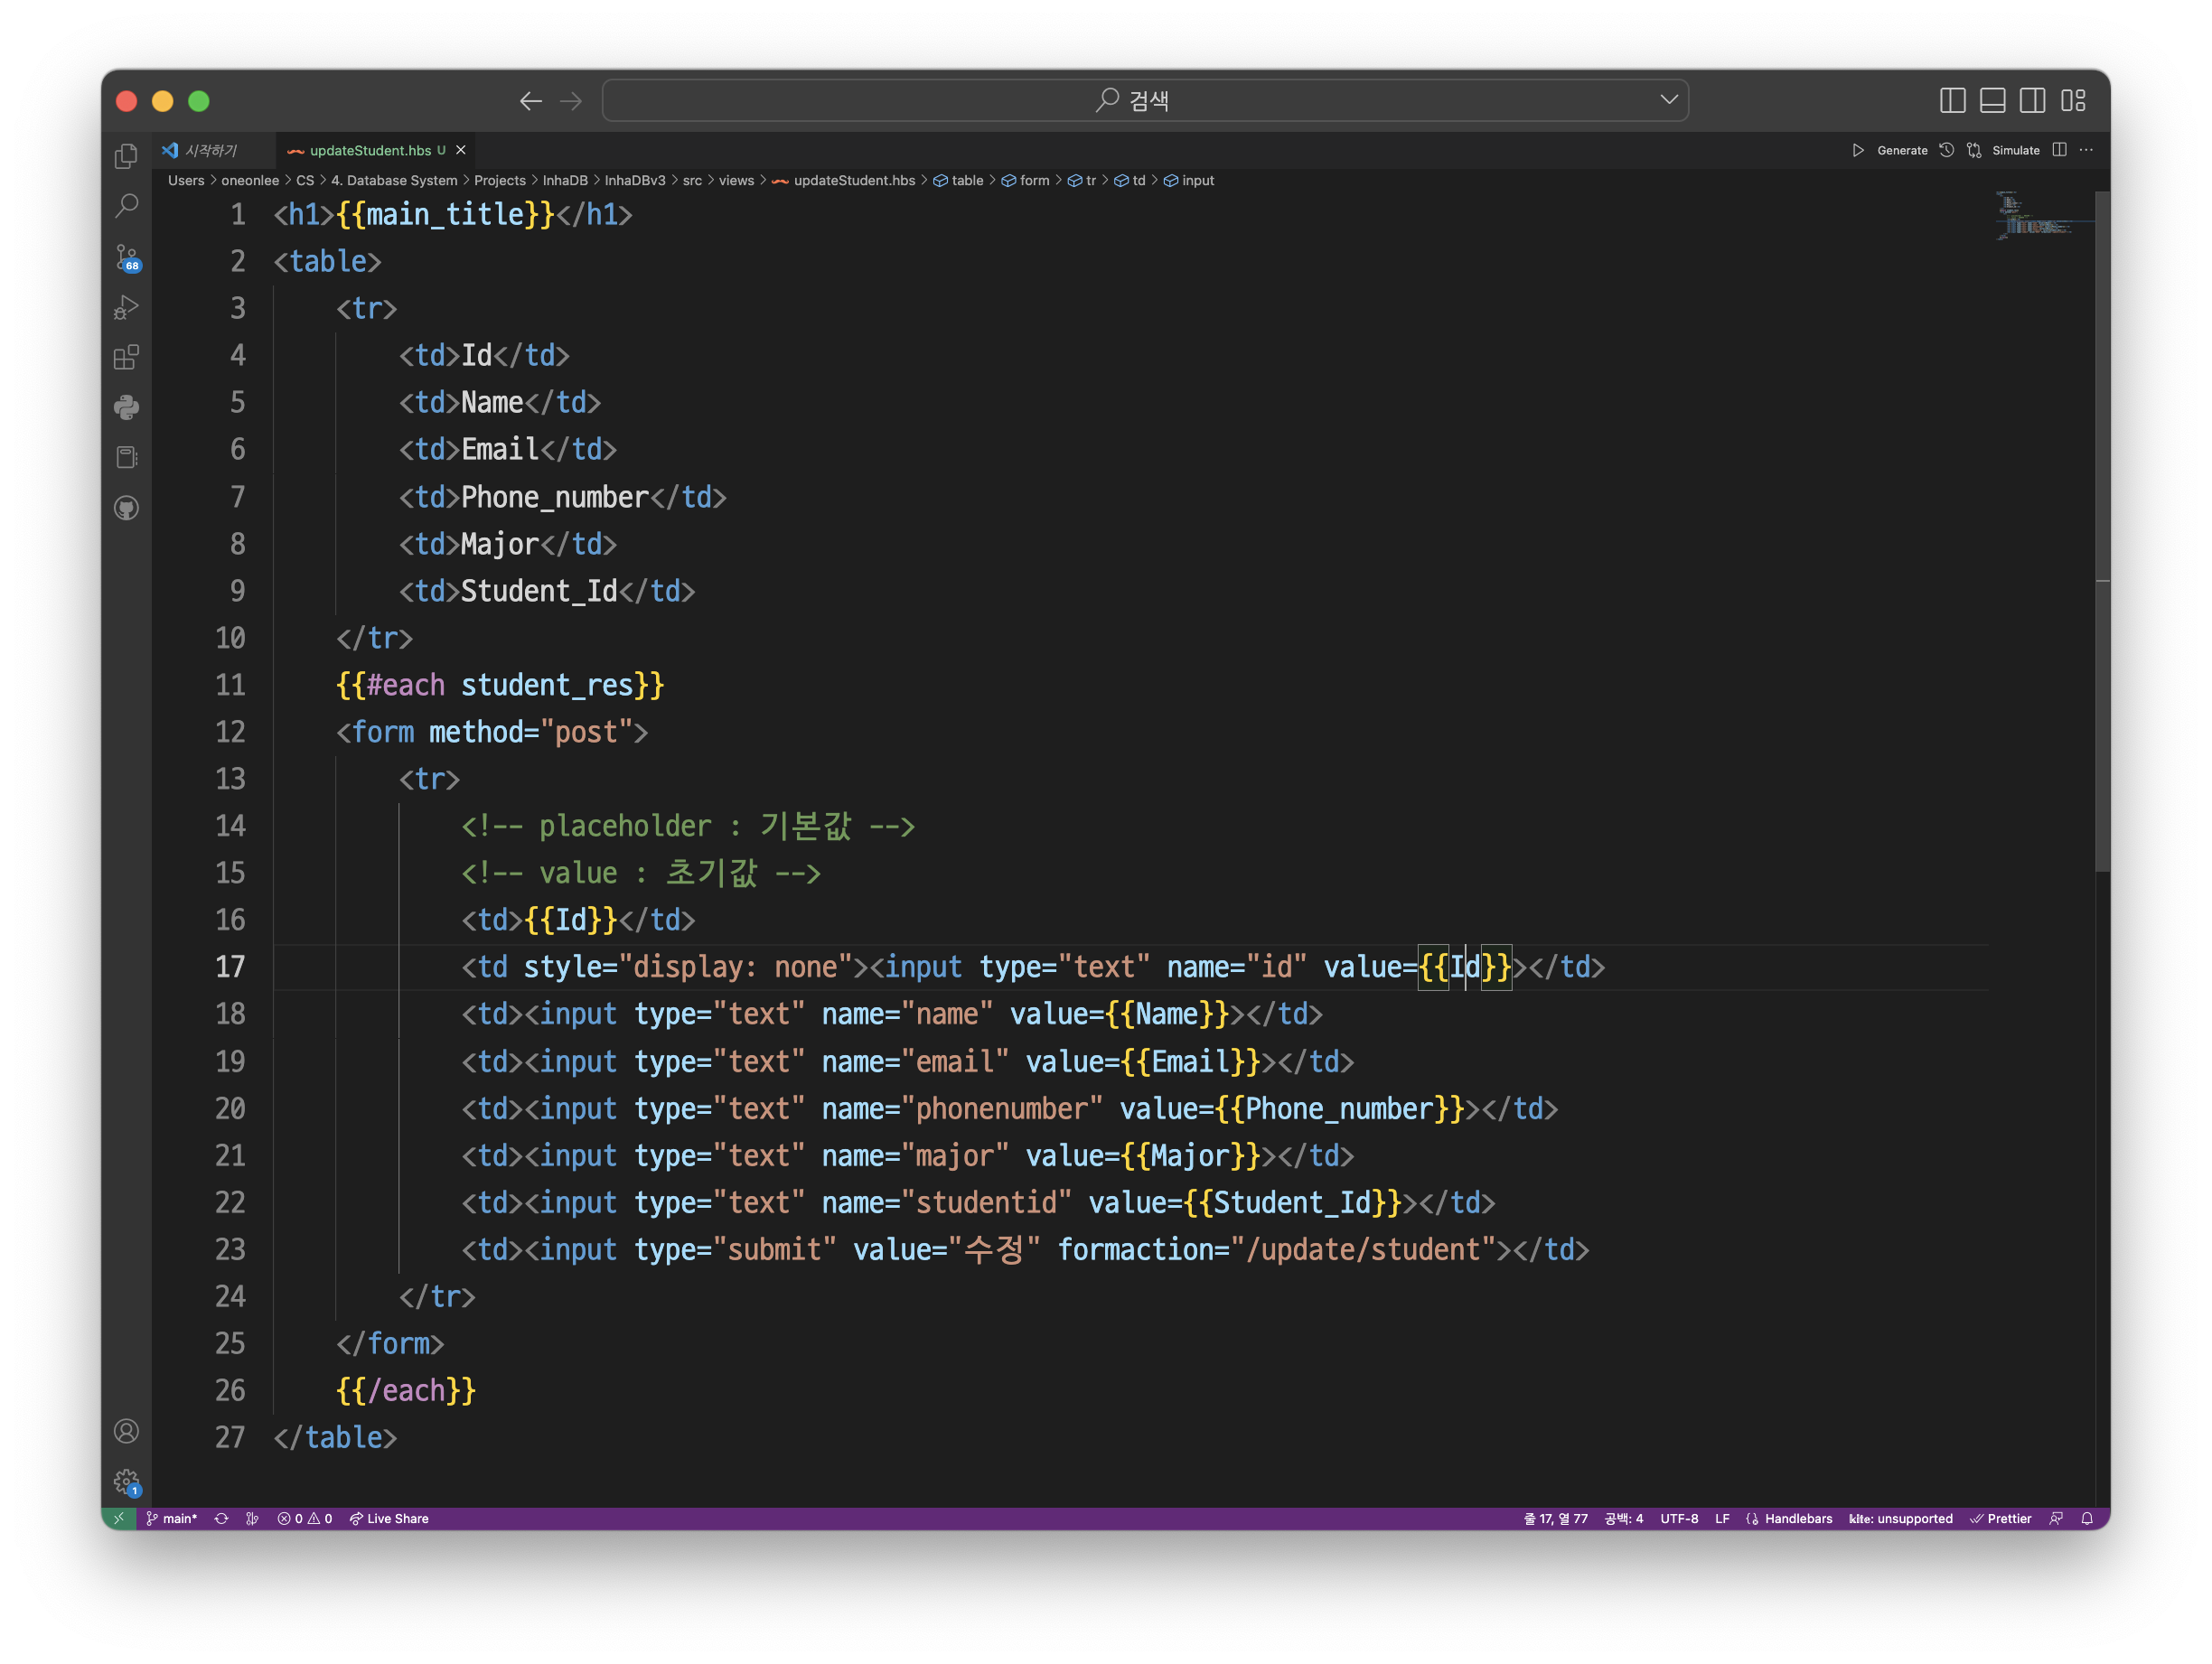 검색
시작하기 updateStudent.hbs U Generate Simulate
Users > oneonlee > CS > 4. Database System > Projects > InhaDB > InhaDBv3 > src > views > updateStudent.hbs > table > form > tr > td > input
1 <h1>{{main_title}}</h1>
2 <table>
3 <tr>
4 <td>Id</td>
5 <td>Name</td>
6 <td>Email</td>
7 <td>Phone_number</td>
8 <td>Major</td>
9 <td>Student_Id</td>
10 </tr>
11 {{#each student_res}}
12 <form method="post">
13 <tr>
14 <!-- placeholder : 기본값 -->
15 <!-- value : 초기값 -->
16 <td>{{Id}}</td>
17 <td style="display: none"><input type="text" name="id" value={{Id}}></td>
18 <td><input type="text" name="name" value={{Name}}></td>
19 <td><input type="text" name="email" value={{Email}}></td>
20 <td><input type="text" name="phonenumber" value={{Phone_number}}></td>
21 <td><input type="text" name="major" value={{Major}}></td>
22 <td><input type="text" name="studentid" value={{Student_Id}}></td>
23 <td><input type="submit" value="수정" formaction="/update/student"></td>
24 </tr>
25 </form>
26 {{/each}}
27 </table>
68
1
main* 0 0 Live Share 줄 17, 열 77 공백: 4 UTF-8 LF Handlebars kite: unsupported Prettier